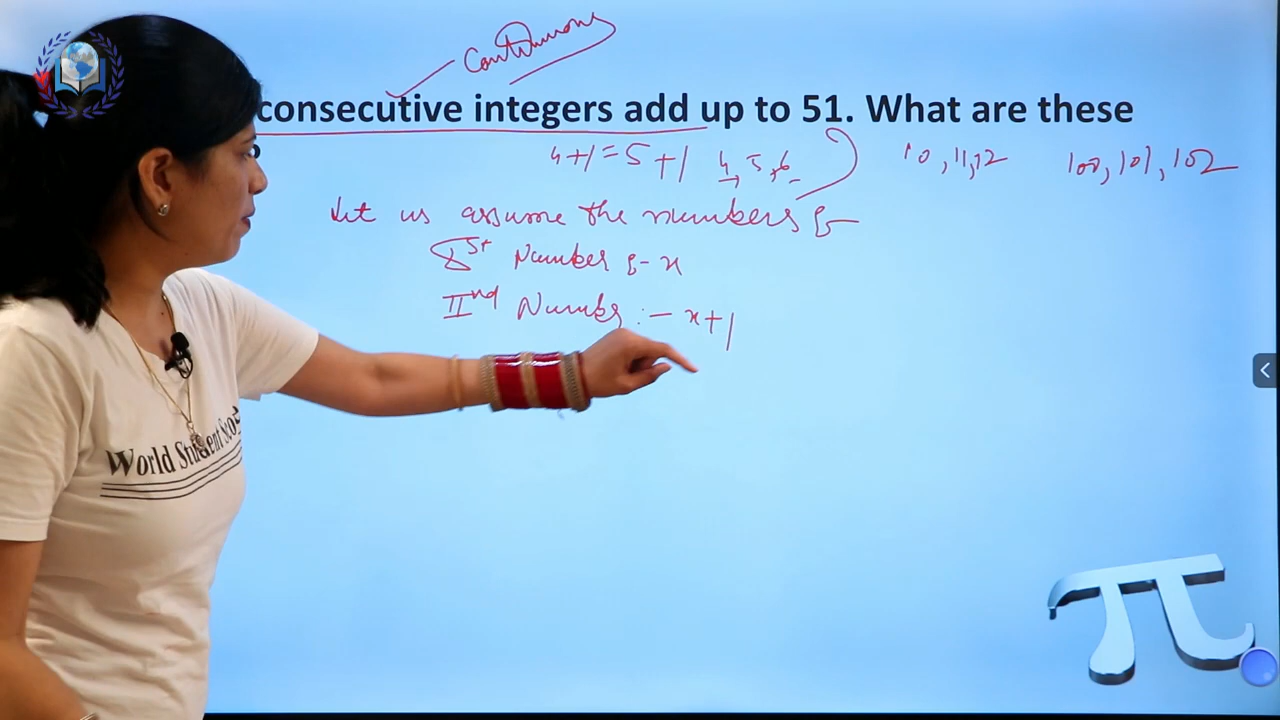 Continuous
consecutive integers add up to 51. What are these
?
4+1=5+1 4, 5, 6 10, 11, 12 100, 101, 102
Let us assume the numbers :-
Ist Number :- x
IInd Number :- x+1
World Student Sco
π